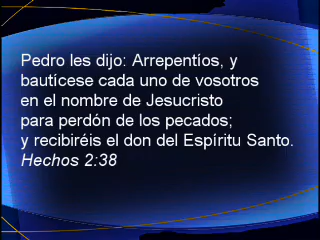 Pedro les dijo: Arrepentíos, y
bautícese cada uno de vosotros
en el nombre de Jesucristo
para perdón de los pecados;
y recibiréis el don del Espíritu Santo.
Hechos 2:38